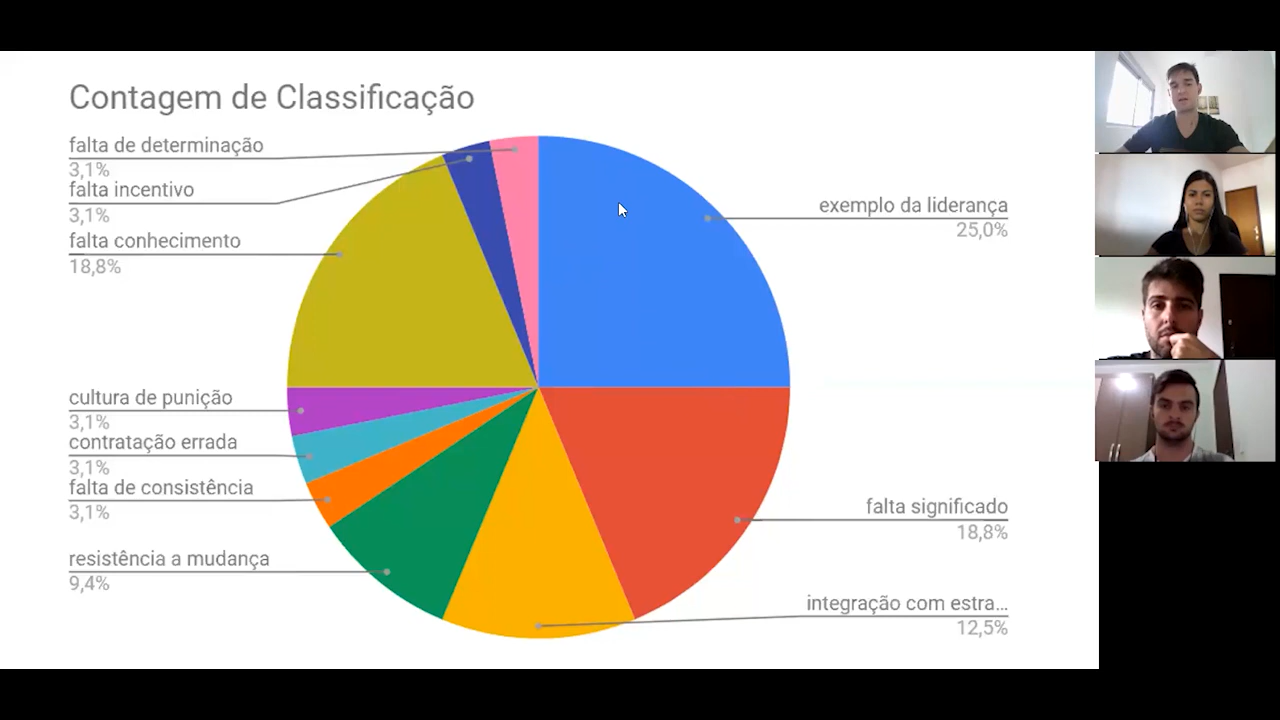 Contagem de Classificação
falta de determinação
3,1%
falta incentivo
3,1%
falta conhecimento
18,8%
cultura de punição
3,1%
contratação errada
3,1%
falta de consistência
3,1%
resistência a mudança
9,4%
exemplo da liderança
25,0%
falta significado
18,8%
integração com estra...
12,5%